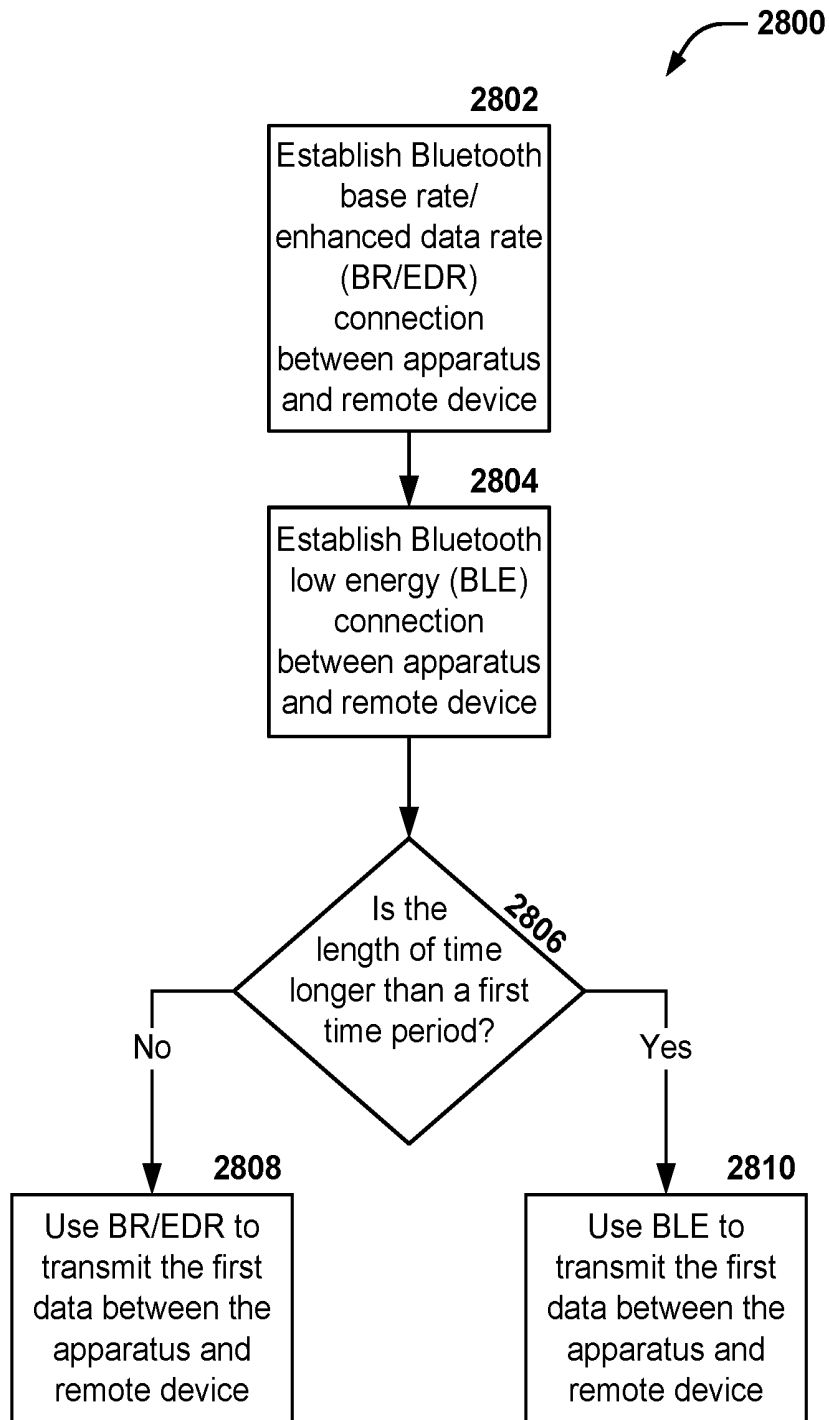 2800
2802
Establish Bluetooth
base rate/
enhanced data rate
(BR/EDR)
connection
between apparatus
and remote device
2804
Establish Bluetooth
low energy (BLE)
connection
between apparatus
and remote device
2806
Is the
length of time
longer than a first
time period?
No
Yes
2808
Use BR/EDR to
transmit the first
data between the
apparatus and
remote device
2810
Use BLE to
transmit the first
data between the
apparatus and
remote device